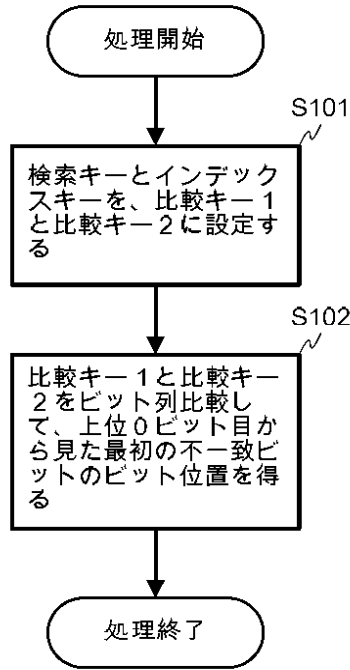 処理開始
S101
検索キーとインデック
スキーを、比較キー1
と比較キー2に設定す
る
S102
比較キー1と比較キー
2をビット列比較し
て、上位0ビット目か
ら見た最初の不一致ビ
ットのビット位置を得
る
処理終了